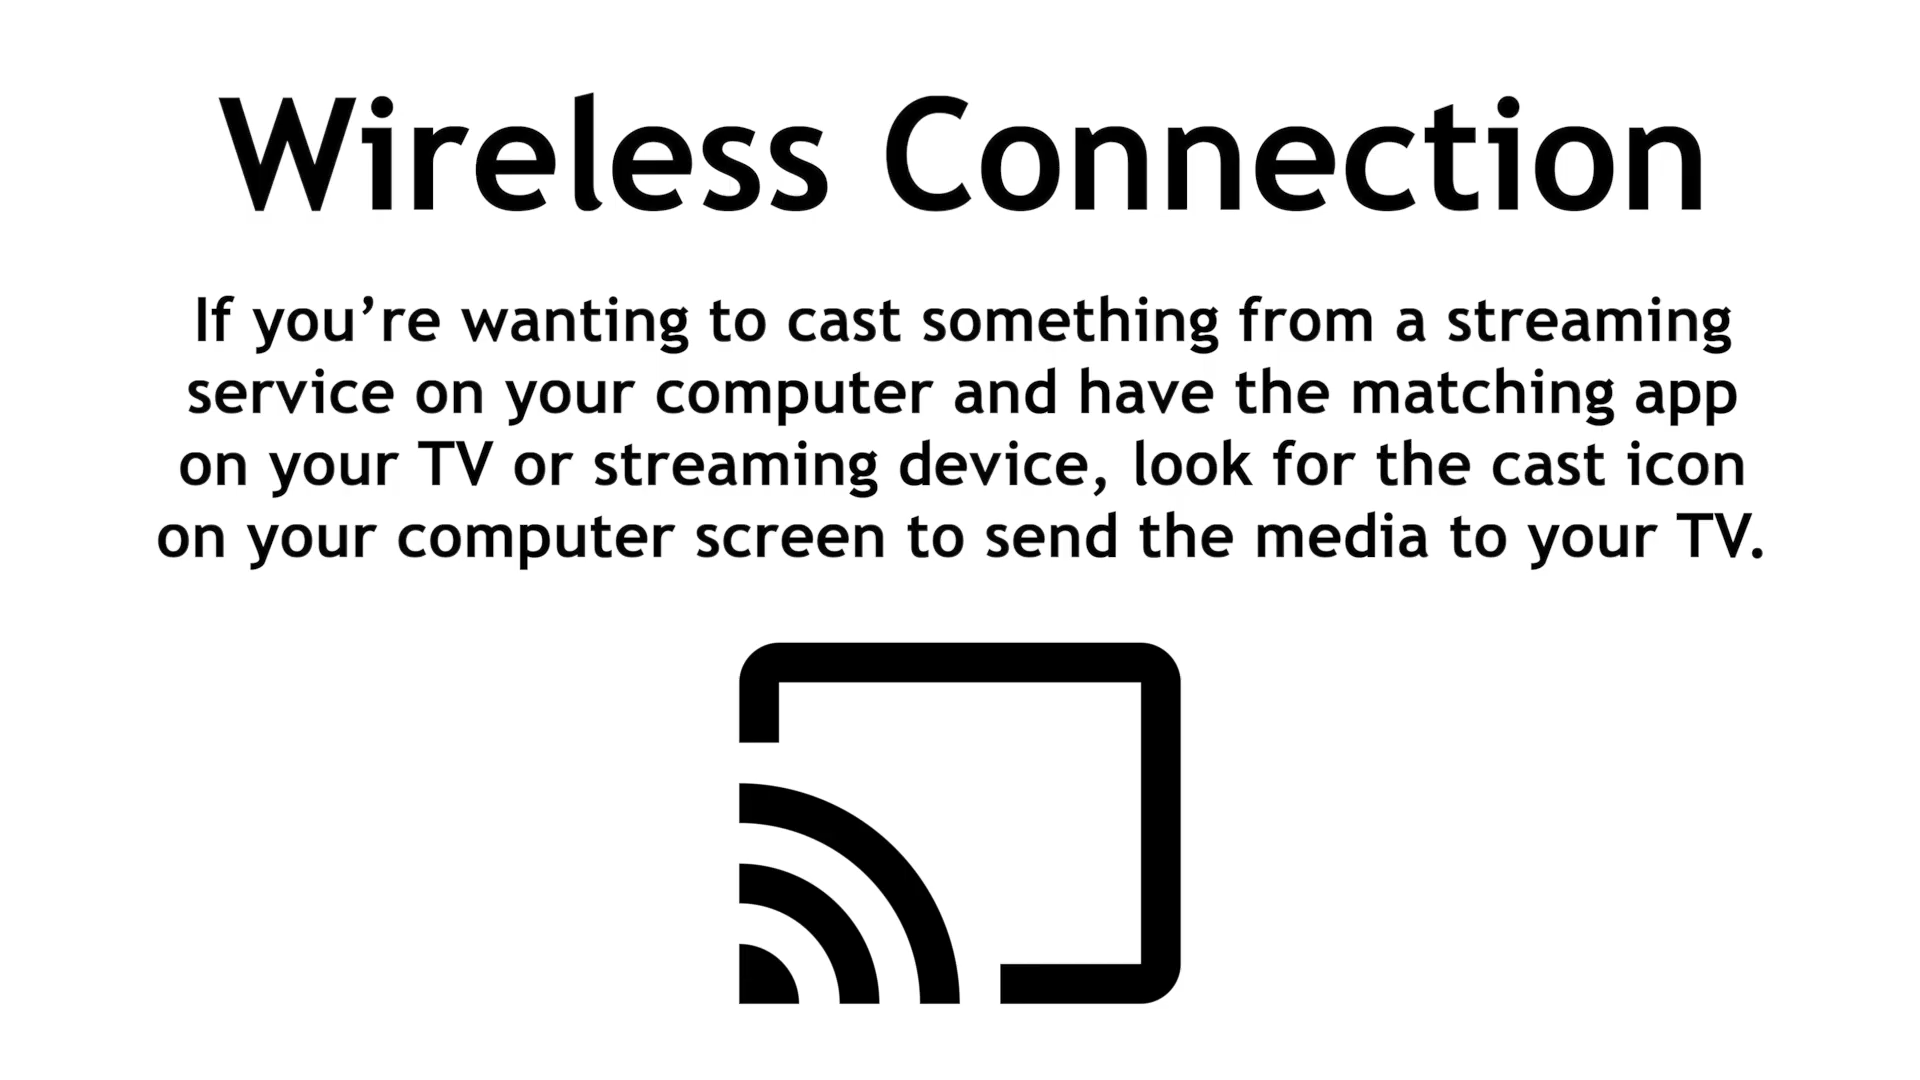 Wireless Connection
If you’re wanting to cast something from a streaming
service on your computer and have the matching app
on your TV or streaming device, look for the cast icon
on your computer screen to send the media to your TV.